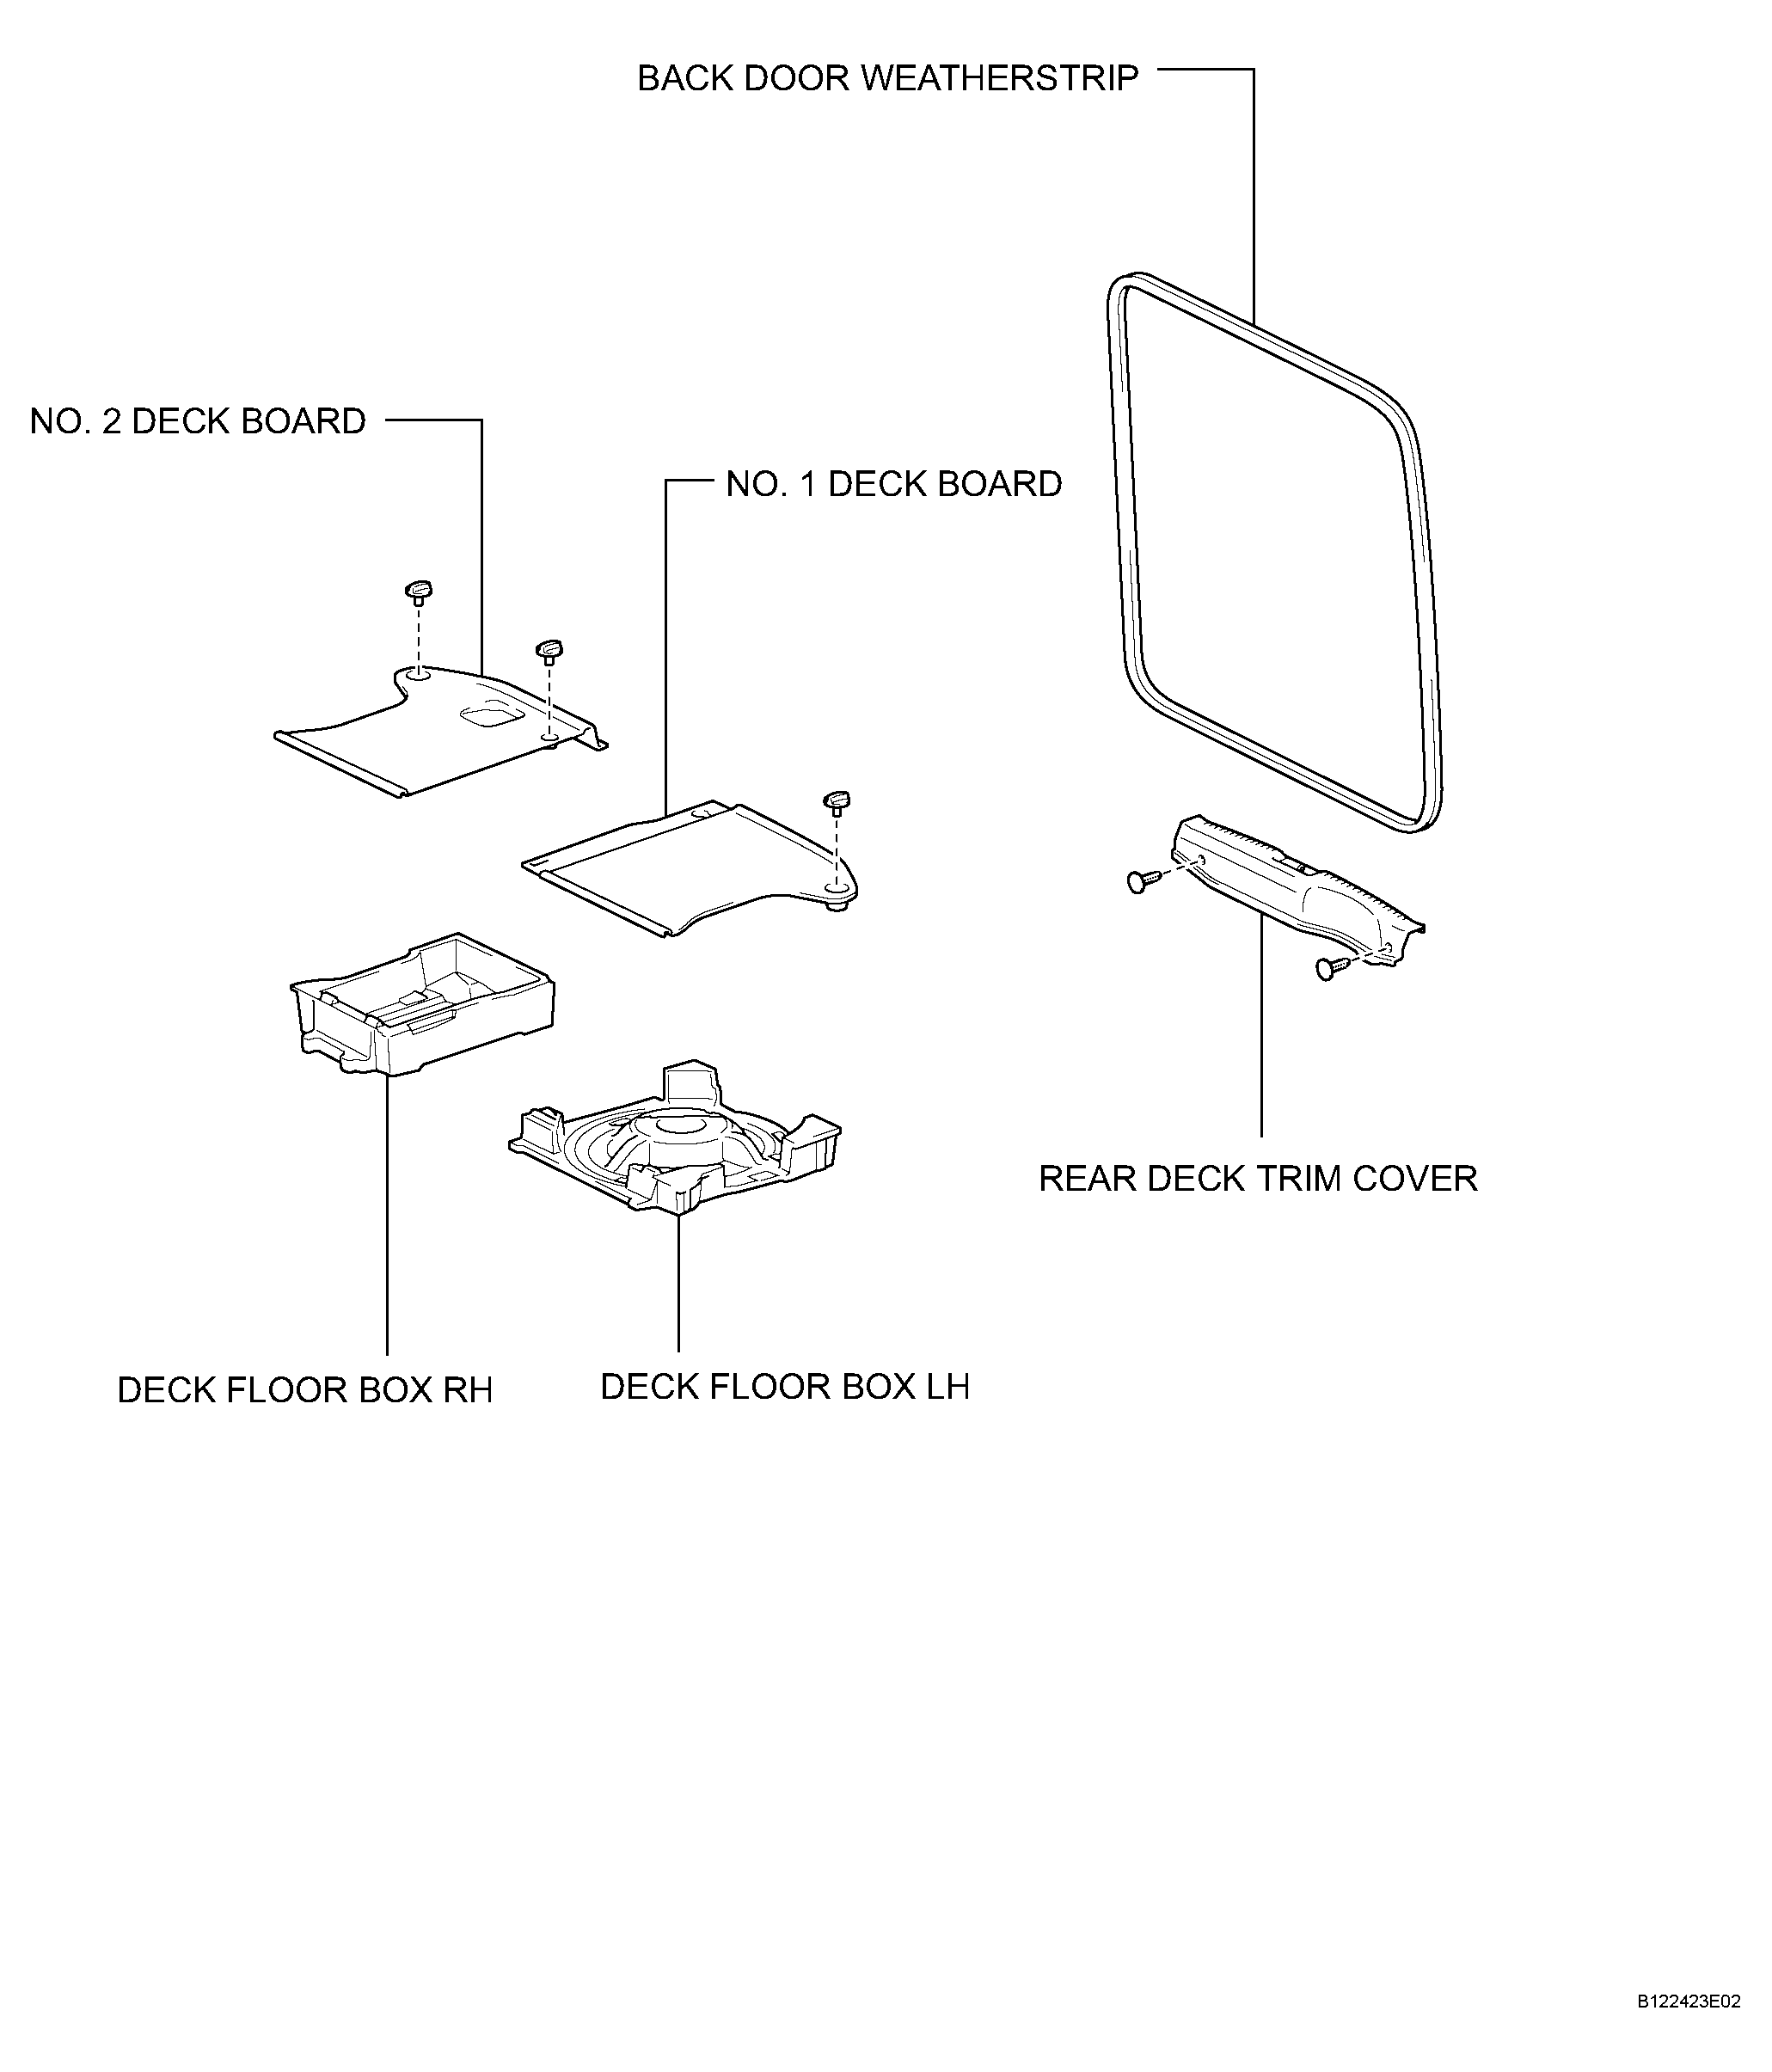 BACK DOOR WEATHERSTRIP
NO. 2 DECK BOARD
NO. 1 DECK BOARD
REAR DECK TRIM COVER
DECK FLOOR BOX RH
DECK FLOOR BOX LH
B122423E02